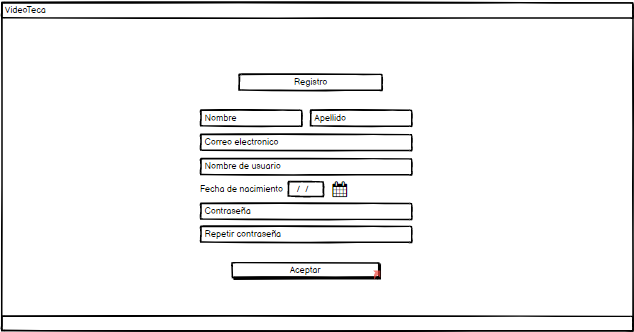 VideoTeca
Registro
Nombre Apellido
Correo electronico
Nombre de usuario
Fecha de nacimiento / /
Contraseña
Repetir contraseña
Aceptar